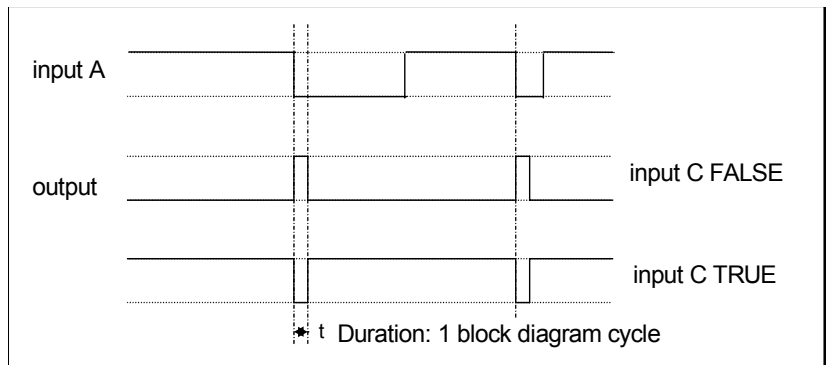 input A
input C FALSE
output
input C TRUE
t Duration: 1 block diagram cycle